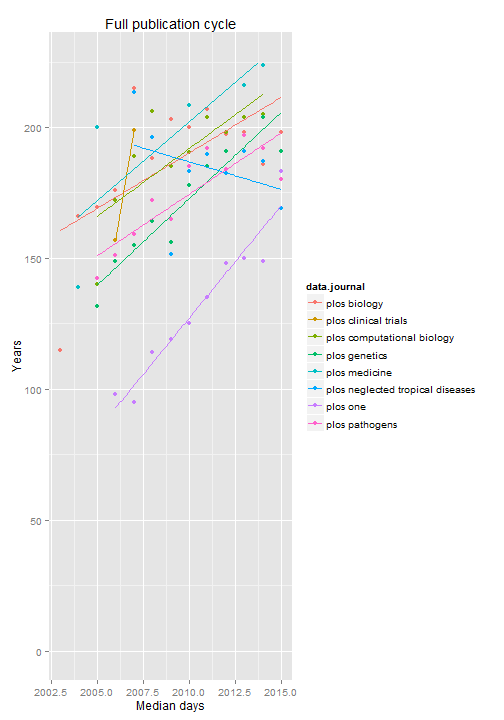 Full publication cycle
200
150
100
50
0
Years
2002.5 2005.0 2007.5 2010.0 2012.5 2015.0
Median days
data.journal
plos biology
plos clinical trials
plos computational biology
plos genetics
plos medicine
plos neglected tropical diseases
plos one
plos pathogens